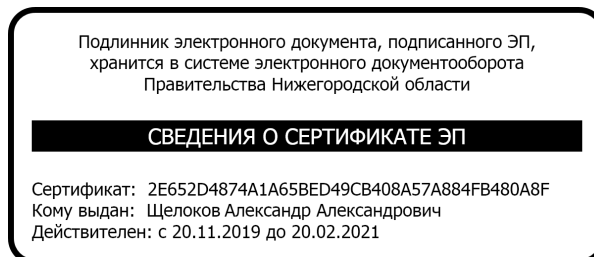 Подлинник электронного документа, подписанного ЭП,
хранится в системе электронного документооборота
Правительства Нижегородской области
СВЕДЕНИЯ О СЕРТИФИКАТЕ ЭП
Сертификат: 2E652D4874A1A65BED49CB408A57A884FB480A8F
Кому выдан: Щелоков Александр Александрович
Действителен: с 20.11.2019 до 20.02.2021